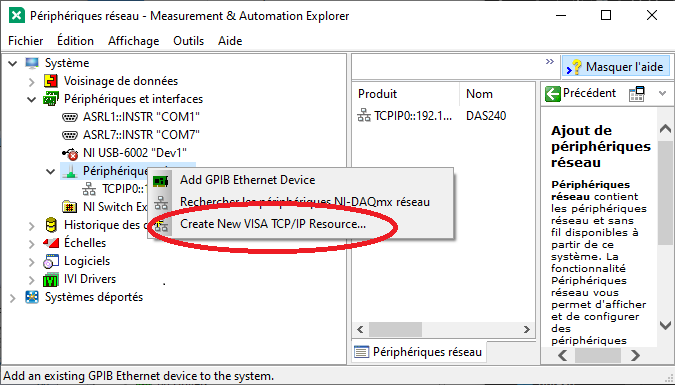 Périphériques réseau - Measurement & Automation Explorer
Fichier Édition Affichage Outils Aide
Système
Voisinage de données
Périphériques et interfaces
ASRL1::INSTR "COM1"
ASRL7::INSTR "COM7"
NI USB-6002 "Dev1"
Périphériques
TCPIP0::1
NI Switch Ex
Historique des
Échelles
Logiciels
IVI Drivers
Systèmes déportés
Add GPIB Ethernet Device
Rechercher les périphériques NI-DAQmx réseau
Create New VISA TCP/IP Resource...
»
Produit Nom
TCPIP0::192.1... DAS240
Périphériques réseau
Masquer l'aide
Précédent
Ajout de
périphériques
réseau
Périphériques
réseau contient
les périphériques
réseau et sans
fil disponibles à
partir de ce
système. La
fonctionnalité
Périphériques
réseau vous
permet d'afficher
et de configurer
des
périphériques
Add an existing GPIB Ethernet device to the system.